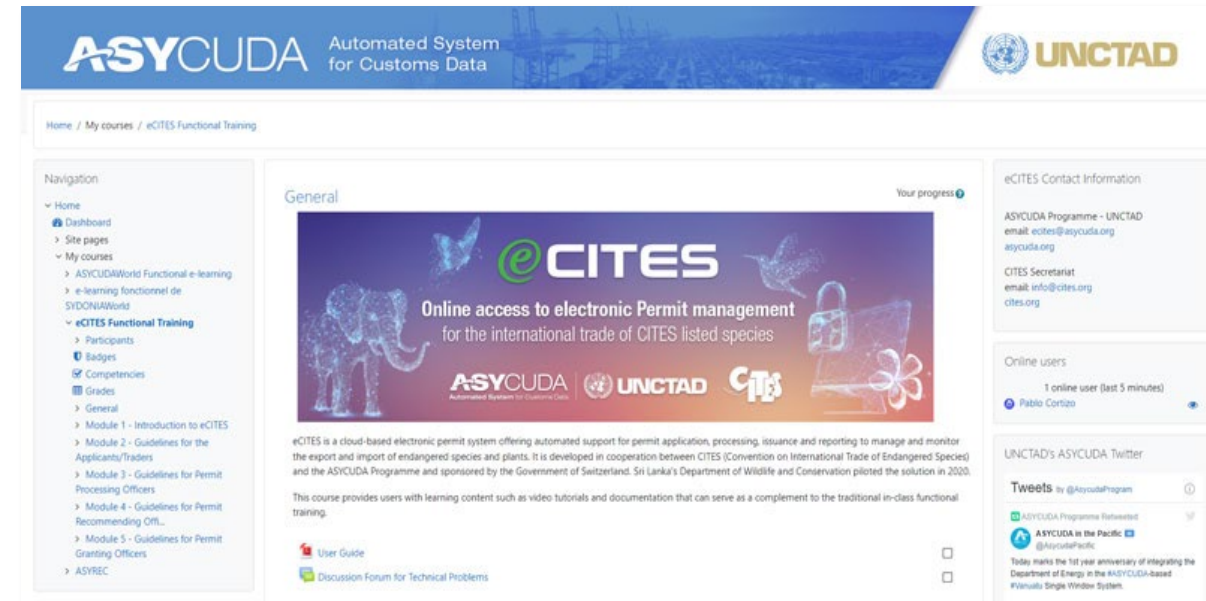 ASYCUDA
Automated System
for Customs Data
UNCTAD
Home / My courses / eCITES Functional Training
Navigation
Home
Dashboard
Site pages
My courses
ASYCUDAWorld Functional e-learning
e-learning fonctionnel de
SYDONIAWorld
eCITES Functional Training
Participants
Badges
Competencies
Grades
General
Module 1 - Introduction to eCITES
Module 2 - Guidelines for the
Applicants/Traders
Module 3 - Guidelines for Permit
Processing Officers
Module 4 - Guidelines for Permit
Recommending Offi...
Module 5 - Guidelines for Permit
Granting Officers
ASYREC
General
Your progress
eCITES
Online access to electronic Permit management
for the international trade of CITES listed species
ASYCUDA
Automated System for Customs Data
UNCTAD
CITES
eCITES is a cloud-based electronic permit system offering automated support for permit application, processing, issuance and reporting to manage and monitor
the export and import of endangered species and plants. It is developed in cooperation between CITES (Convention on International Trade of Endangered Species)
and the ASYCUDA Programme and sponsored by the Government of Switzerland. Sri Lanka's Department of Wildlife and Conservation piloted the solution in 2020.
This course provides users with learning content such as video tutorials and documentation that can serve as a complement to the traditional in-class functional
training.
User Guide
Discussion Forum for Technical Problems
eCITES Contact Information
ASYCUDA Programme - UNCTAD
email: ecites@asycuda.org
asycuda.org
CITES Secretariat
email: info@cites.org
cites.org
Online users
1 online user (last 5 minutes)
Pablo Cortizo
UNCTAD's ASYCUDA Twitter
Tweets by @AsycudaProgram
ASYCUDA Programme Retweeted
ASYCUDA in the Pacific
@AsycudaPacific
Today marks the 1st year anniversary of integrating the
Department of Energy in the #ASYCUDA-based
#Vanuatu Single Window System.